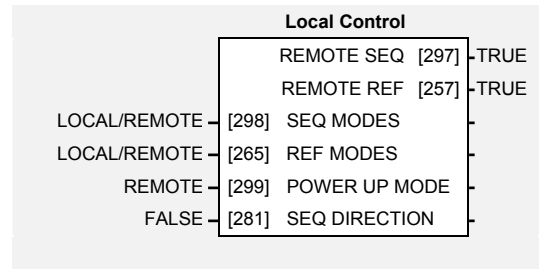 Local Control
REMOTE SEQ [297] TRUE
REMOTE REF [257] TRUE
LOCAL/REMOTE [298] SEQ MODES
LOCAL/REMOTE [265] REF MODES
REMOTE [299] POWER UP MODE
FALSE [281] SEQ DIRECTION